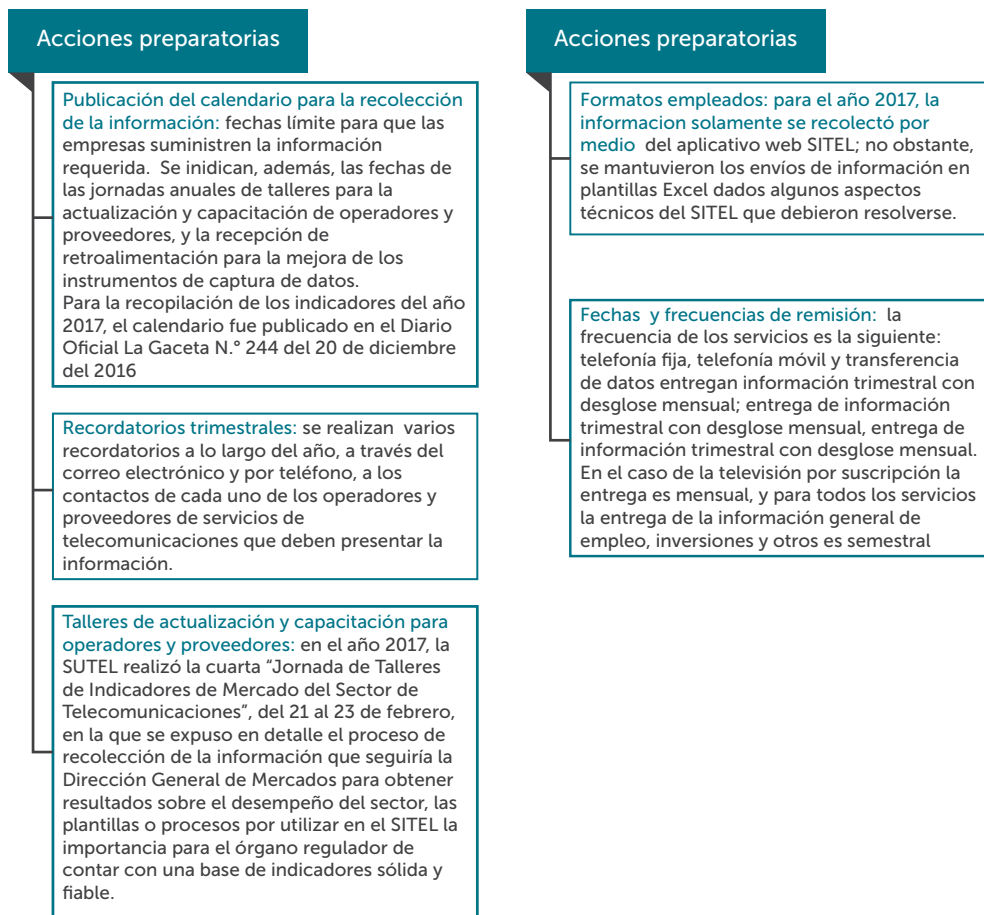 Acciones preparatorias
Publicación del calendario para la recolección
de la información: fechas límite para que las
empresas suministren la información
requerida. Se inidican, además, las fechas de
las jornadas anuales de talleres para la
actualización y capacitación de operadores y
proveedores, y la recepción de
retroalimentación para la mejora de los
instrumentos de captura de datos.
Para la recopilación de los indicadores del año
2017, el calendario fue publicado en el Diario
Oficial La Gaceta N.° 244 del 20 de diciembre
del 2016
Recordatorios trimestrales: se realizan varios
recordatorios a lo largo del año, a través del
correo electrónico y por teléfono, a los
contactos de cada uno de los operadores y
proveedores de servicios de
telecomunicaciones que deben presentar la
información.
Talleres de actualización y capacitación para
operadores y proveedores: en el año 2017, la
SUTEL realizó la cuarta “Jornada de Talleres
de Indicadores de Mercado del Sector de
Telecomunicaciones”, del 21 al 23 de febrero,
en la que se expuso en detalle el proceso de
recolección de la información que seguiría la
Dirección General de Mercados para obtener
resultados sobre el desempeño del sector, las
plantillas o procesos por utilizar en el SITEL la
importancia para el órgano regulador de
contar con una base de indicadores sólida y
fiable.
Acciones preparatorias
Formatos empleados: para el año 2017, la
informacion solamente se recolectó por
medio del aplicativo web SITEL; no obstante,
se mantuvieron los envíos de información en
plantillas Excel dados algunos aspectos
técnicos del SITEL que debieron resolverse.
Fechas y frecuencias de remisión: la
frecuencia de los servicios es la siguiente:
telefonía fija, telefonía móvil y transferencia
de datos entregan información trimestral con
desglose mensual; entrega de información
trimestral con desglose mensual, entrega de
información trimestral con desglose mensual.
En el caso de la televisión por suscripción la
entrega es mensual, y para todos los servicios
la entrega de la información general de
empleo, inversiones y otros es semestral